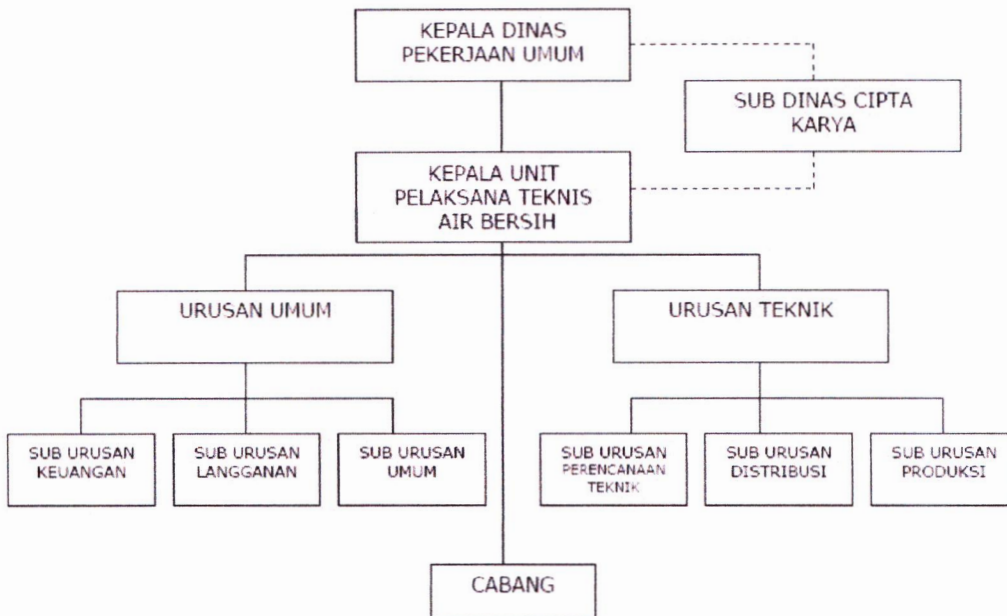 KEPALA DINAS
PEKERJAAN UMUM
SUB DINAS CIPTA
KARYA
KEPALA UNIT
PELAKSANA TEKNIS
AIR BERSIH
URUSAN UMUM
URUSAN TEKNIK
SUB URUSAN
KEUANGAN
SUB URUSAN
LANGGANAN
SUB URUSAN
UMUM
SUB URUSAN
PERENCANAAN
TEKNIK
SUB URUSAN
DISTRIBUSI
SUB URUSAN
PRODUKSI
CABANG